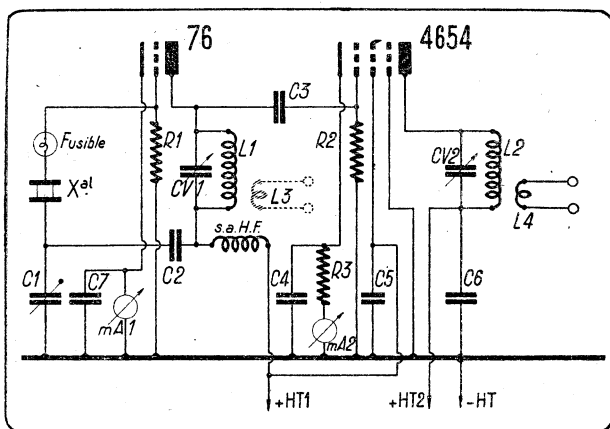 76
4654
C3
Fusible
R1
L1
R2
L2
CV1
CV2
Xal
L3
L4
s.a.H.F.
C2
R3
C1
C7
C4
C5
C6
mA1
mA2
+HT1
+HT2
-HT